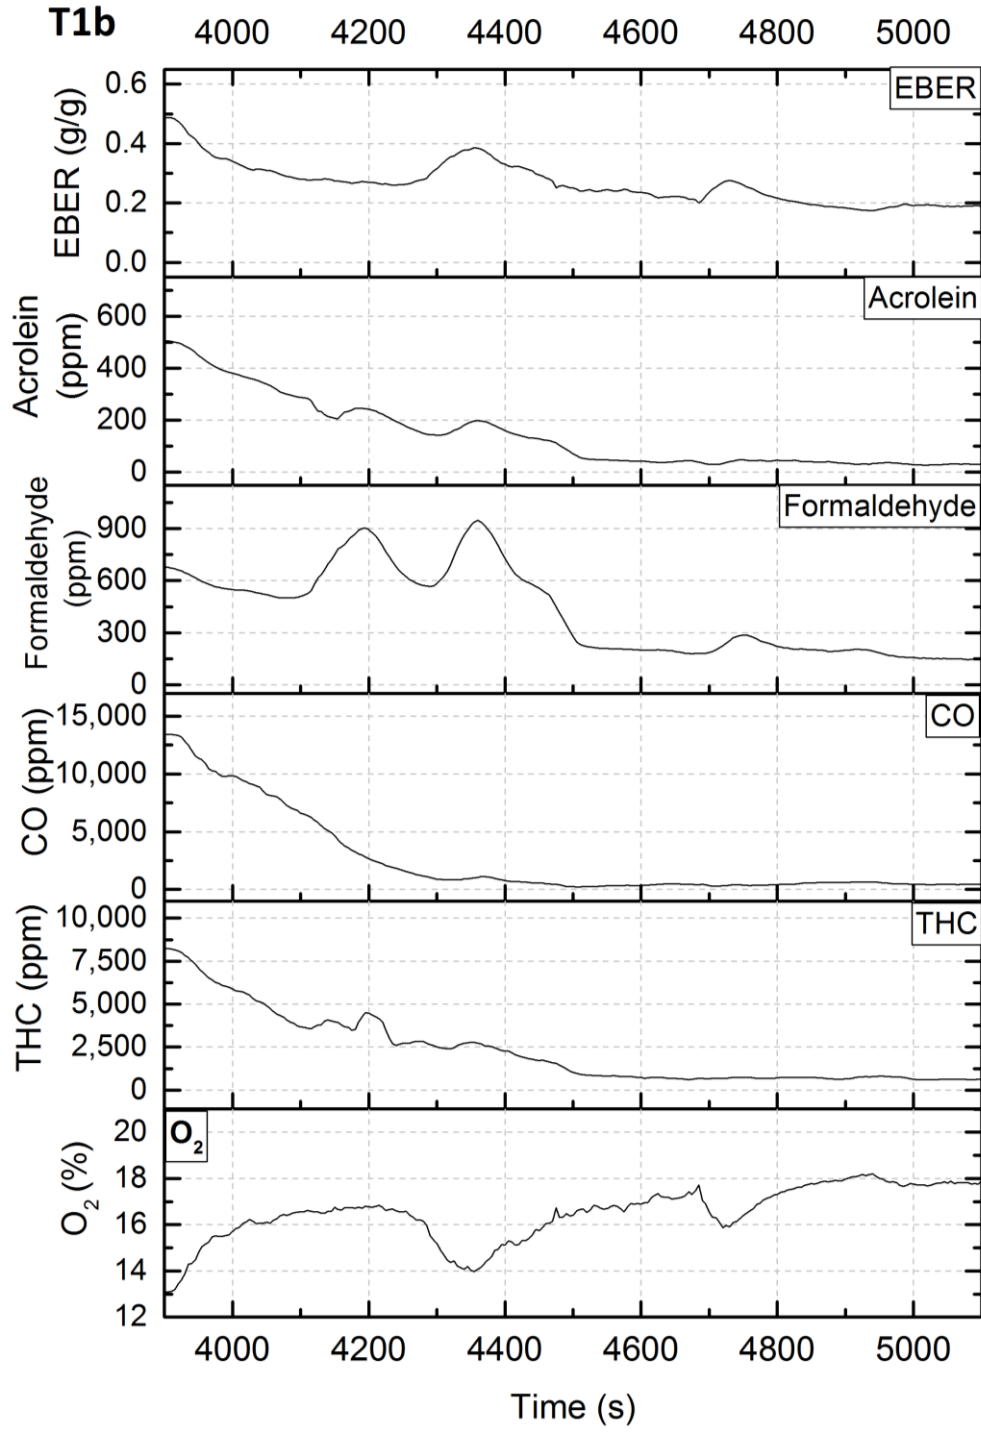 T1b
4000 4200 4400 4600 4800 5000
EBER
EBER (g/g)
0.6
0.4
0.2
0.0
Acrolein
Acrolein
(ppm)
600
400
200
0
Formaldehyde
Formaldehyde
(ppm)
900
600
300
0
CO
CO (ppm)
15,000
10,000
5,000
0
THC
THC (ppm)
10,000
7,500
5,000
2,500
0
O₂
O₂ (%)
20
18
16
14
12
4000 4200 4400 4600 4800 5000
Time (s)